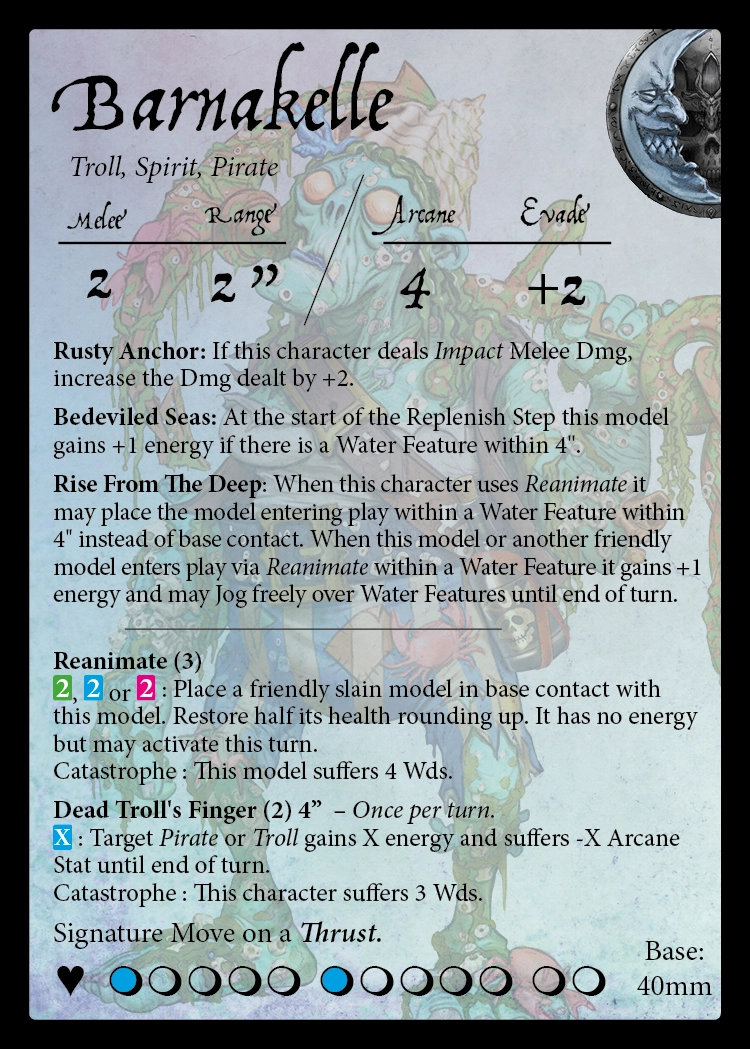 Barnakelle
Troll, Spirit, Pirate
Melee Range Arcane Evade
2 2” 4 +2
Rusty Anchor: If this character deals Impact Melee Dmg,
increase the Dmg dealt by +2.
Bedeviled Seas: At the start of the Replenish Step this model
gains +1 energy if there is a Water Feature within 4".
Rise From The Deep: When this character uses Reanimate it
may place the model entering play within a Water Feature within
4" instead of base contact. When this model or another friendly
model enters play via Reanimate within a Water Feature it gains +1
energy and may Jog freely over Water Features until end of turn.
Reanimate (3)
2, 2 or 2 : Place a friendly slain model in base contact with
this model. Restore half its health rounding up. It has no energy
but may activate this turn.
Catastrophe : This model suffers 4 Wds.
Dead Troll's Finger (2) 4” – Once per turn.
X : Target Pirate or Troll gains X energy and suffers -X Arcane
Stat until end of turn.
Catastrophe : This character suffers 3 Wds.
Signature Move on a Thrust.
Base:
40mm